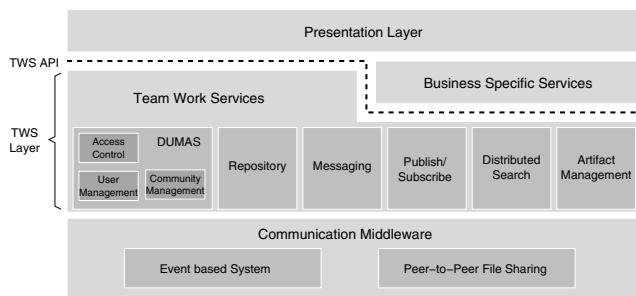 Presentation Layer
TWS API
Business Specific Services
Team Work Services
TWS
Layer
Access
Control
DUMAS
User
Management
Community
Management
Repository
Messaging
Publish/
Subscribe
Distributed
Search
Artifact
Management
Communication Middleware
Event based System
Peer−to−Peer File Sharing